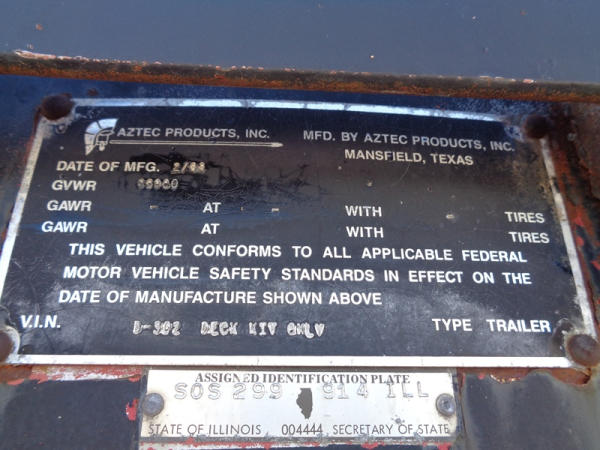 AZTEC PRODUCTS, INC.
MFD. BY AZTEC PRODUCTS, INC.
MANSFIELD, TEXAS
DATE OF MFG.
GVWR
GAWR - AT - WITH - TIRES
GAWR AT WITH TIRES
THIS VEHICLE CONFORMS TO ALL APPLICABLE FEDERAL
MOTOR VEHICLE SAFETY STANDARDS IN EFFECT ON THE
DATE OF MANUFACTURE SHOWN ABOVE
V.I.N. DECK KIT ONLY TYPE TRAILER
ASSIGNED IDENTIFICATION PLATE
SOS 299 914 ILL
STATE OF ILLINOIS 004444 SECRETARY OF STATE